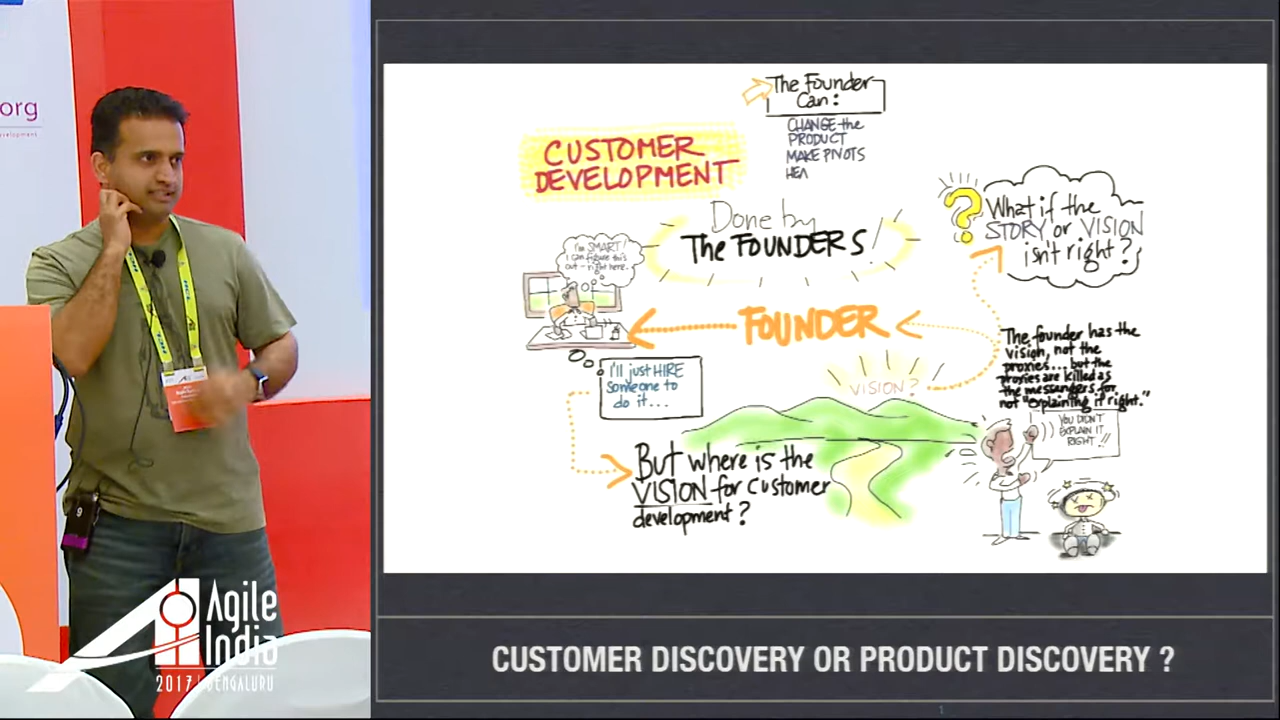 org
The Founder
Can:
CHANGE the
PRODUCT
MAKE PIVOTS
HEA
CUSTOMER
DEVELOPMENT
Done by
The FOUNDERS!
I'm SMART!
I can figure this
out - right here.
?
What if the
STORY or VISION
isn't right?
FOUNDER
The founder has the
vision, not the
proxies... but the
proxies are killed as
the messengers for
not "explaining it right."
I'll just HIRE
someone to
do it...
VISION?
YOU DIDN'T
EXPLAIN IT
RIGHT!!
But where is the
VISION for customer
development?
9
Agile
India
2017 | BENGALURU
CUSTOMER DISCOVERY OR PRODUCT DISCOVERY ?
1